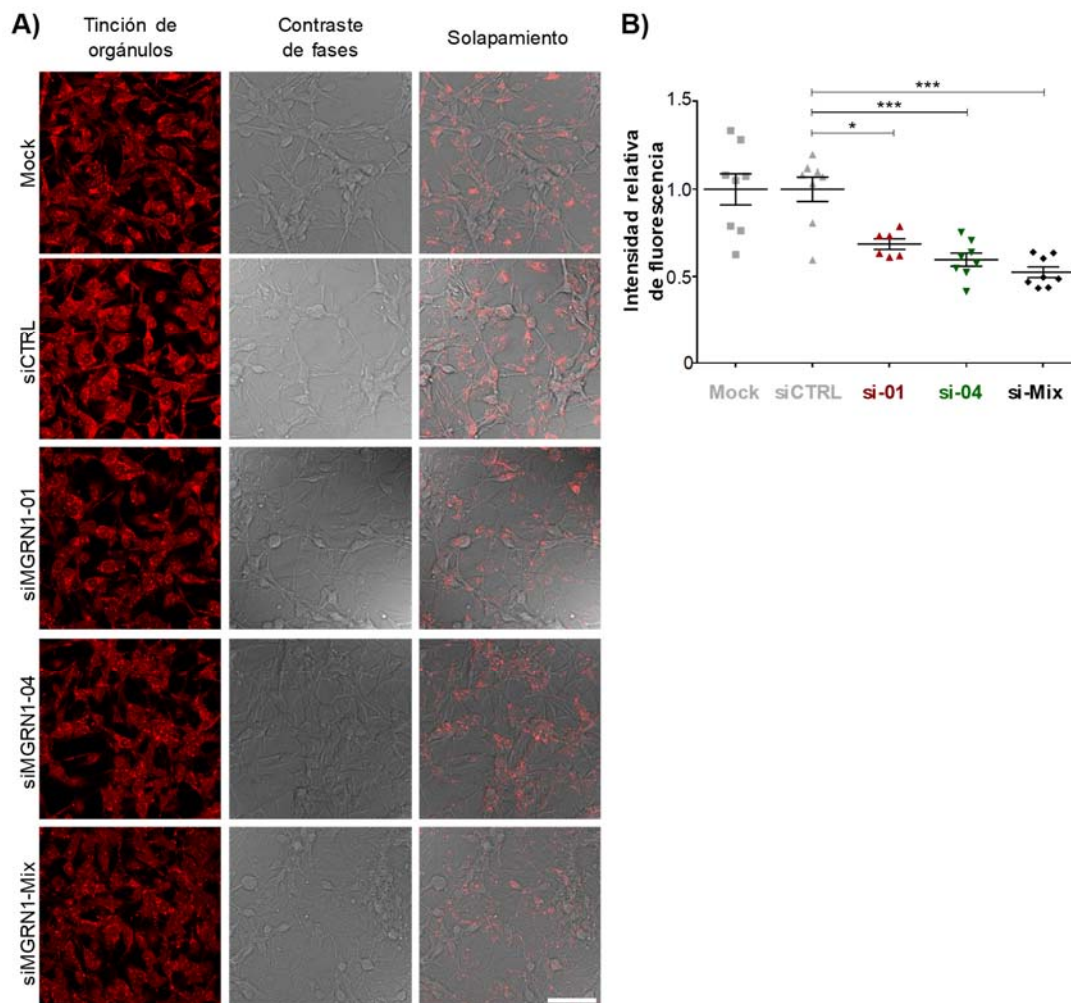 A)
Tinción de
orgánulos
Contraste
de fases
Solapamiento
Mock
siCTRL
siMGRN1-01
siMGRN1-04
siMGRN1-Mix
B)
Intensidad relativa
de fluorescencia
1.5
1.0
0.5
0
***
***
*
Mock siCTRL si-01 si-04 si-Mix